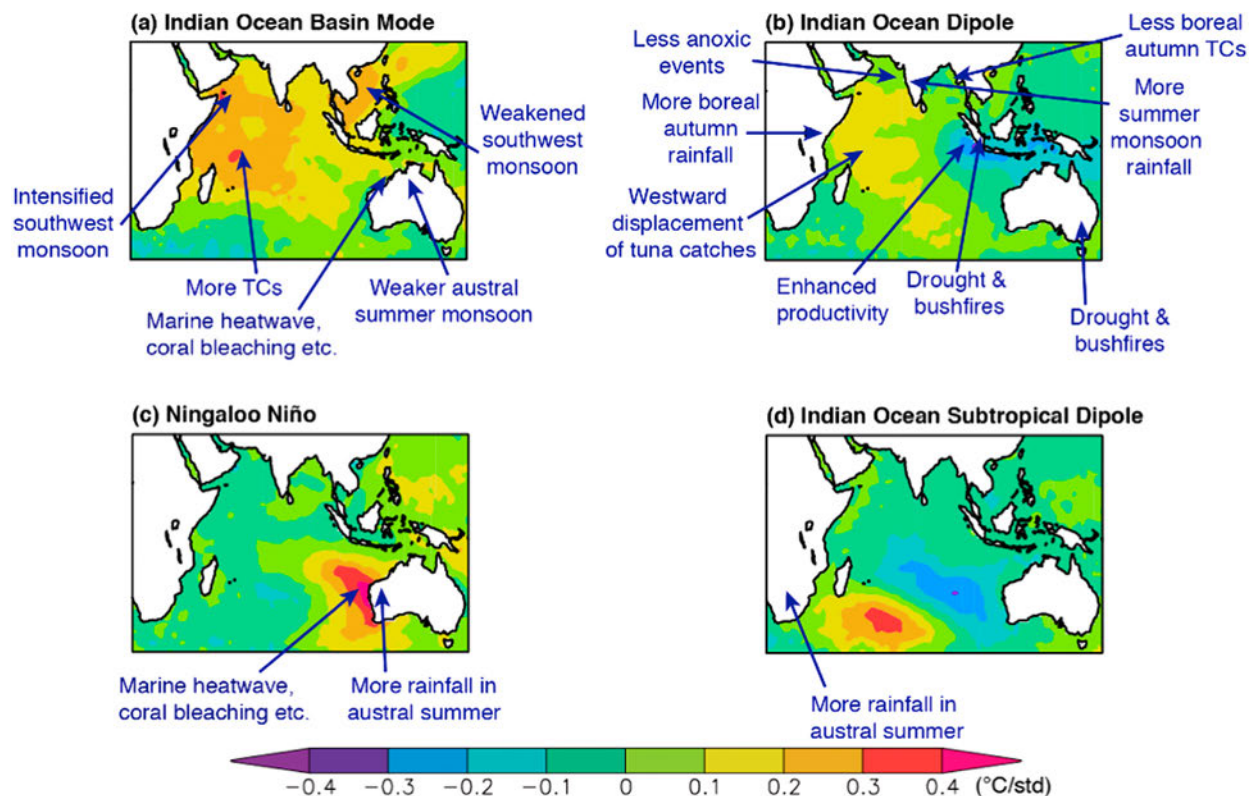 (a) Indian Ocean Basin Mode
Weakened
southwest
monsoon
Intensified
southwest
monsoon
More TCs
Marine heatwave,
coral bleaching etc.
Weaker austral
summer monsoon
(b) Indian Ocean Dipole
Less anoxic
events
Less boreal
autumn TCs
More boreal
autumn
rainfall
More
summer
monsoon
rainfall
Westward
displacement
of tuna catches
Enhanced
productivity
Drought &
bushfires
Drought &
bushfires
(c) Ningaloo Niño
Marine heatwave,
coral bleaching etc.
More rainfall in
austral summer
(d) Indian Ocean Subtropical Dipole
More rainfall in
austral summer
−0.4 −0.3 −0.2 −0.1 0 0.1 0.2 0.3 0.4 (°C/std)